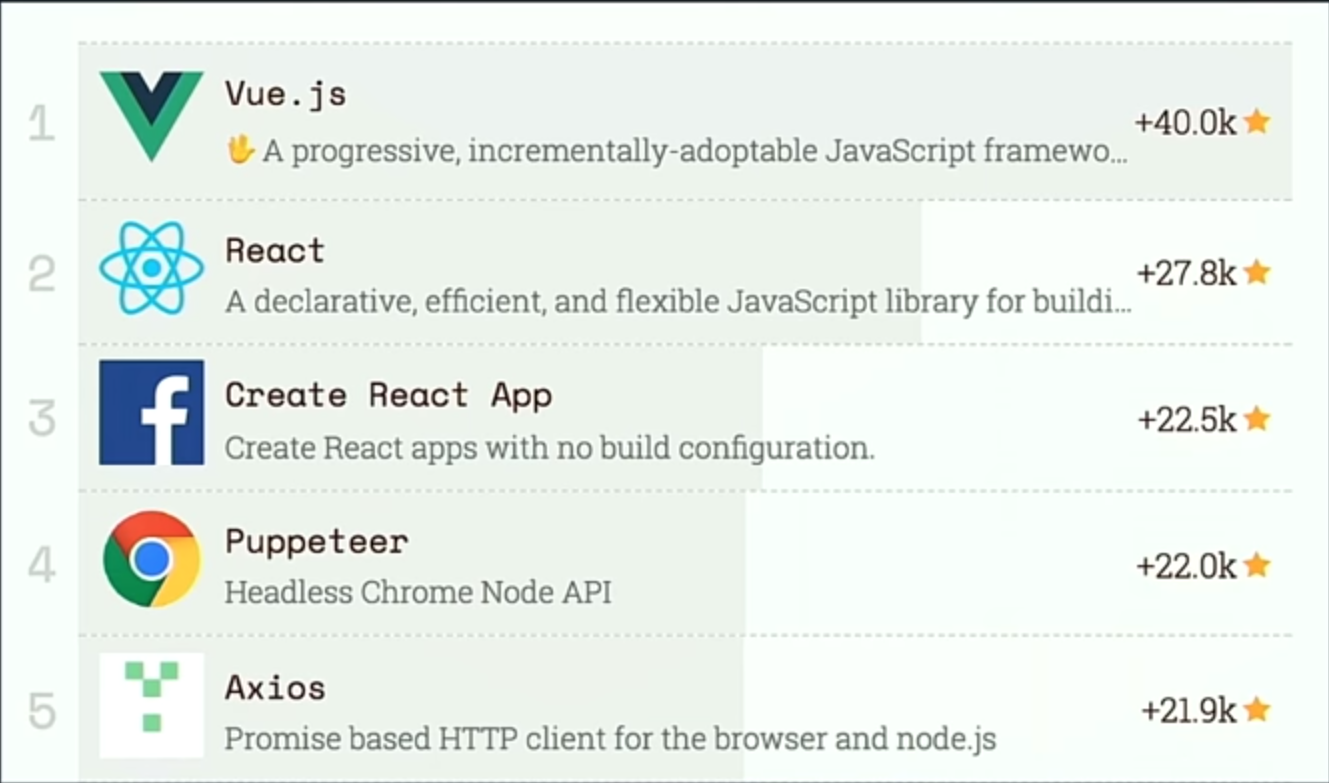 1
Vue.js
🖖 A progressive, incrementally-adoptable JavaScript framewo...
+40.0k
2
React
A declarative, efficient, and flexible JavaScript library for buildi...
+27.8k
3
Create React App
Create React apps with no build configuration.
+22.5k
4
Puppeteer
Headless Chrome Node API
+22.0k
5
Axios
Promise based HTTP client for the browser and node.js
+21.9k